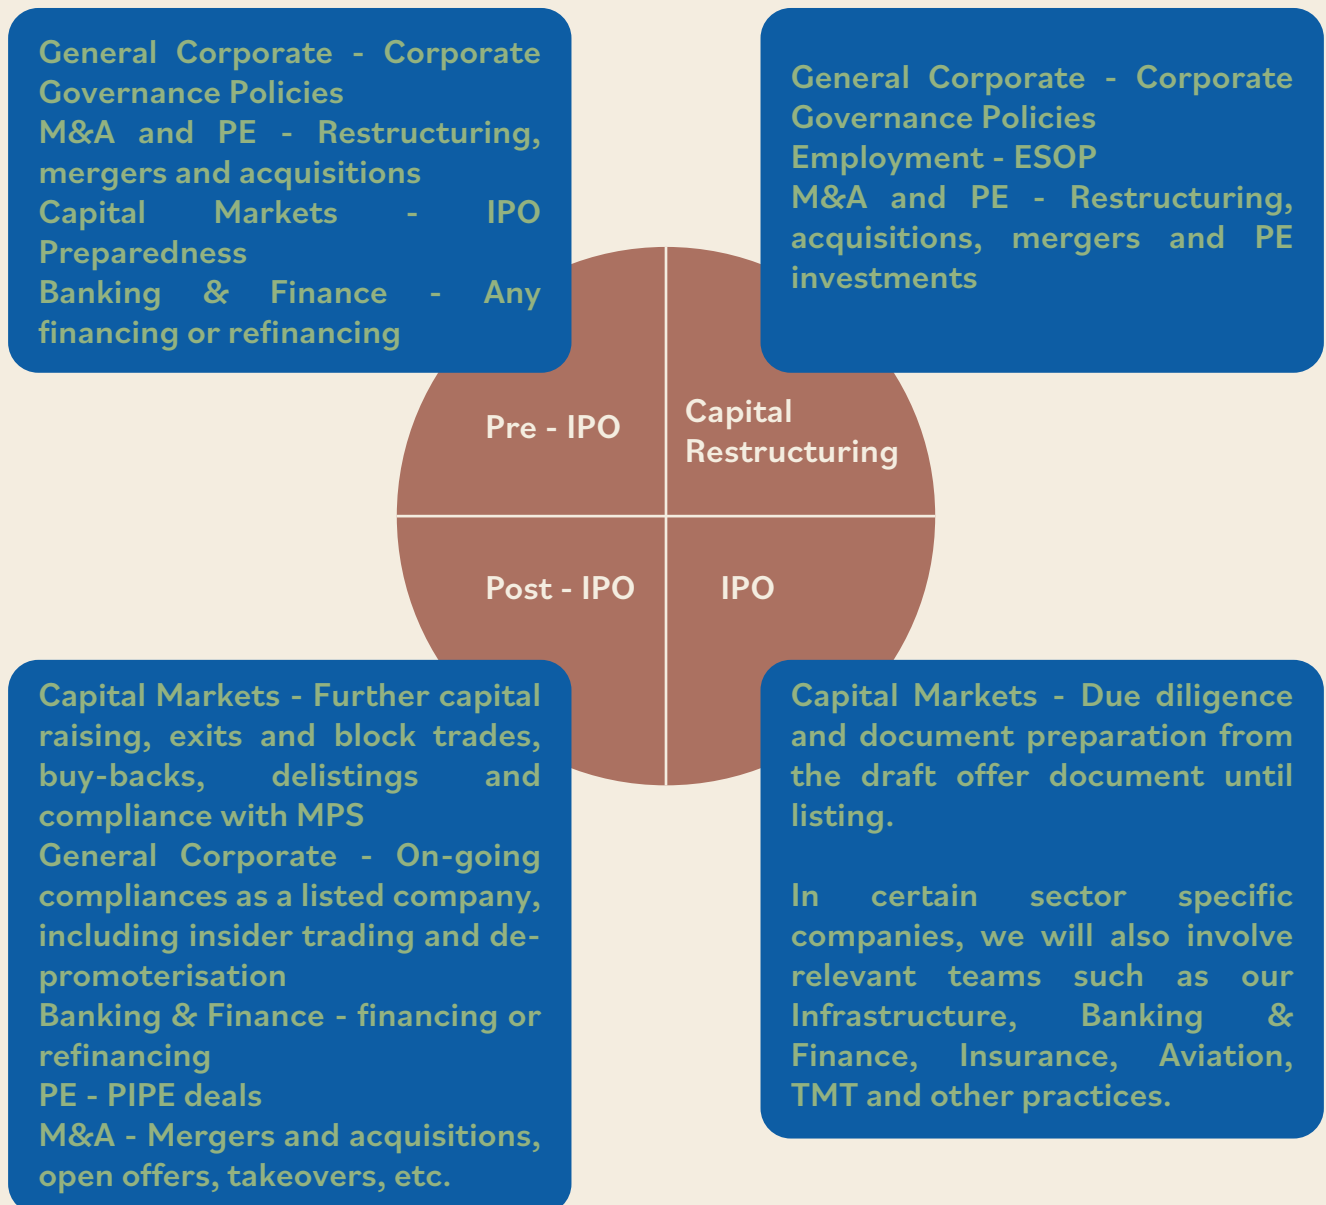 General Corporate - Corporate
Governance Policies
M&A and PE - Restructuring,
mergers and acquisitions
Capital Markets - IPO
Preparedness
Banking & Finance - Any
financing or refinancing
General Corporate - Corporate
Governance Policies
Employment - ESOP
M&A and PE - Restructuring,
acquisitions, mergers and PE
investments
Pre - IPO
Capital
Restructuring
Post - IPO
IPO
Capital Markets - Further capital
raising, exits and block trades,
buy-backs, delistings and
compliance with MPS
General Corporate - On-going
compliances as a listed company,
including insider trading and de-
promoterisation
Banking & Finance - financing or
refinancing
PE - PIPE deals
M&A - Mergers and acquisitions,
open offers, takeovers, etc.
Capital Markets - Due diligence
and document preparation from
the draft offer document until
listing.
In certain sector specific
companies, we will also involve
relevant teams such as our
Infrastructure, Banking &
Finance, Insurance, Aviation,
TMT and other practices.